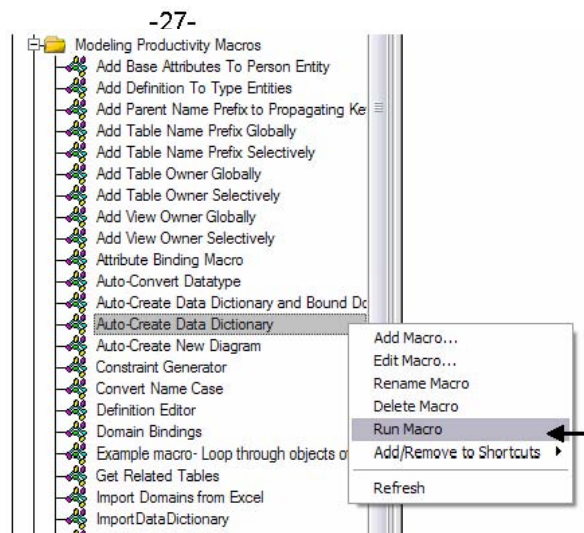 -27-
Modeling Productivity Macros
Add Base Attributes To Person Entity
Add Definition To Type Entities
Add Parent Name Prefix to Propagating Ke
Add Table Name Prefix Globally
Add Table Name Prefix Selectively
Add Table Owner Globally
Add Table Owner Selectively
Add View Owner Globally
Add View Owner Selectively
Attribute Binding Macro
Auto-Convert Datatype
Auto-Create Data Dictionary and Bound Do
Auto-Create Data Dictionary
Auto-Create New Diagram
Constraint Generator
Convert Name Case
Definition Editor
Domain Bindings
Example macro- Loop through objects o
Get Related Tables
Import Domains from Excel
ImportDataDictionary
Add Macro...
Edit Macro...
Rename Macro
Delete Macro
Run Macro
Add/Remove to Shortcuts
Refresh